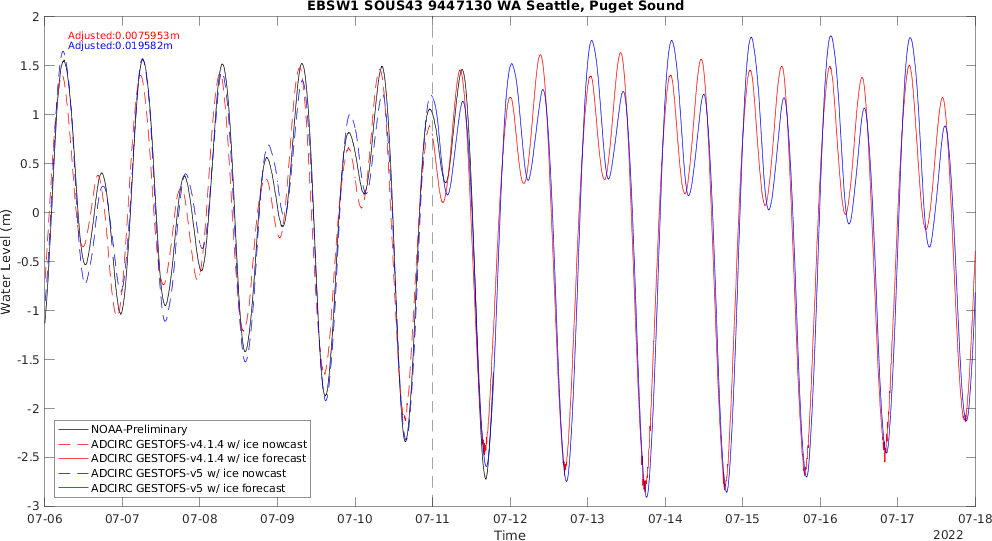 EBSW1 SOUS43 9447130 WA Seattle, Puget Sound
Adjusted:0.0075953m
Adjusted:0.019582m
Water Level (m)
2
1.5
1
0.5
0
-0.5
-1
-1.5
-2
-2.5
-3
NOAA-Preliminary
ADCIRC GESTOFS-v4.1.4 w/ ice nowcast
ADCIRC GESTOFS-v4.1.4 w/ ice forecast
ADCIRC GESTOFS-v5 w/ ice nowcast
ADCIRC GESTOFS-v5 w/ ice forecast
07-06 07-07 07-08 07-09 07-10 07-11 07-12 07-13 07-14 07-15 07-16 07-17 07-18
Time
2022